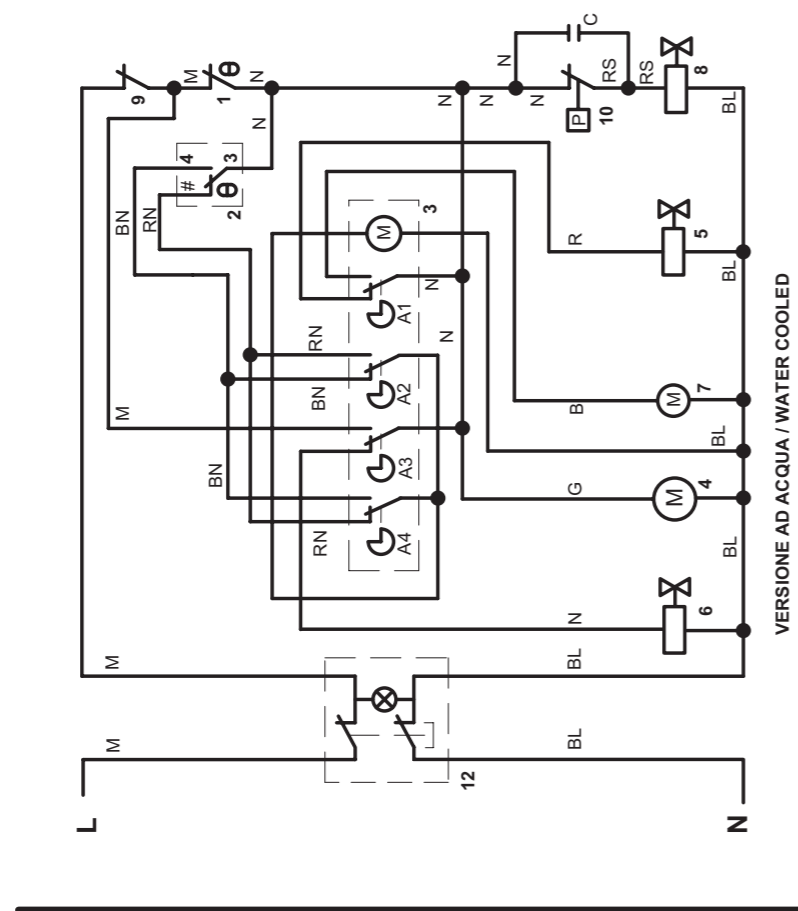 L
M M
M BN
9
RN
# 4
M
BN
1 θ
2 θ 3
N N
RN BN RN
M
A4 A3 A2 A1
3
N
N N
12
N
N
N
BL BL N G B R
P
C
10
RS RS
M M
6 4 7 5 8
BL BL BL BL
N
VERSIONE AD ACQUA / WATER COOLED